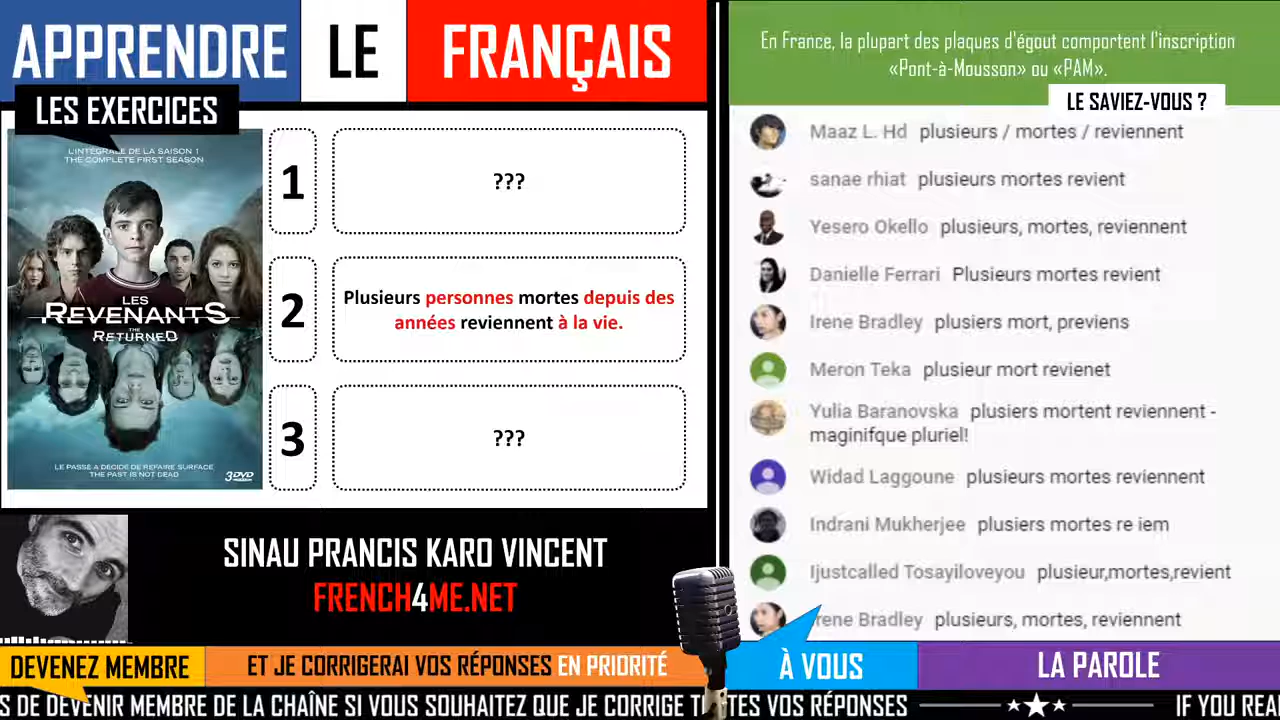 APPRENDRE LE FRANÇAIS
LES EXERCICES
L'INTÉGRALE DE LA SAISON 1
THE COMPLETE FIRST SEASON
LES
REVENANTS
THE
RETURNED
LE PASSÉ A DÉCIDÉ DE REFAIRE SURFACE
THE PAST IS NOT DEAD
3DVD
1
???
2
Plusieurs personnes mortes depuis des
années reviennent à la vie.
3
???
SINAU PRANCIS KARO VINCENT
FRENCH4ME.NET
DEVENEZ MEMBRE
ET JE CORRIGERAI VOS RÉPONSES EN PRIORITÉ
En France, la plupart des plaques d'égout comportent l'inscription
«Pont-à-Mousson» ou «PAM».
LE SAVIEZ-VOUS ?
Maaz L. Hd plusieurs / mortes / reviennent
sanae rhiat plusieurs mortes revient
Yesero Okello plusieurs, mortes, reviennent
Danielle Ferrari Plusieurs mortes revient
Irene Bradley plusiers mort, previens
Meron Teka plusieur mort revienet
Yulia Baranovska plusiers mortent reviennent -
maginifque pluriel!
Widad Laggoune plusieurs mortes reviennent
Indrani Mukherjee plusiers mortes re iem
Ijustcalled Tosayiloveyou plusieur,mortes,revient
rene Bradley plusieurs, mortes, reviennent
À VOUS
LA PAROLE
S DE DEVENIR MEMBRE DE LA CHAÎNE SI VOUS SOUHAITEZ QUE JE CORRIGE TES VOS RÉPONSES IF YOU REA